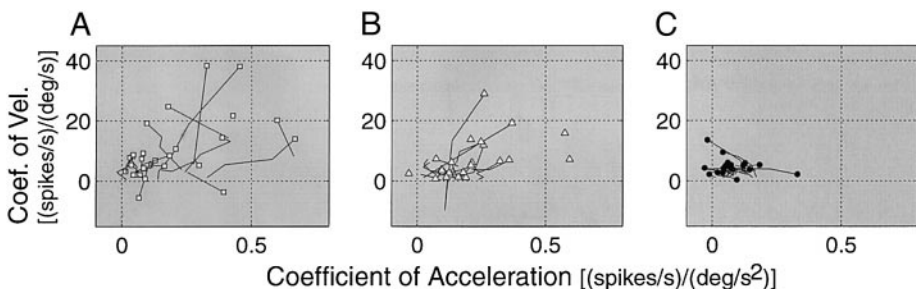 A
B
C
Coef. of Vel.
[(spikes/s)/(deg/s)]
40
20
0
0
0.5
40
20
0
0
0.5
40
20
0
0
0.5
Coefficient of Acceleration [(spikes/s)/(deg/s²)]